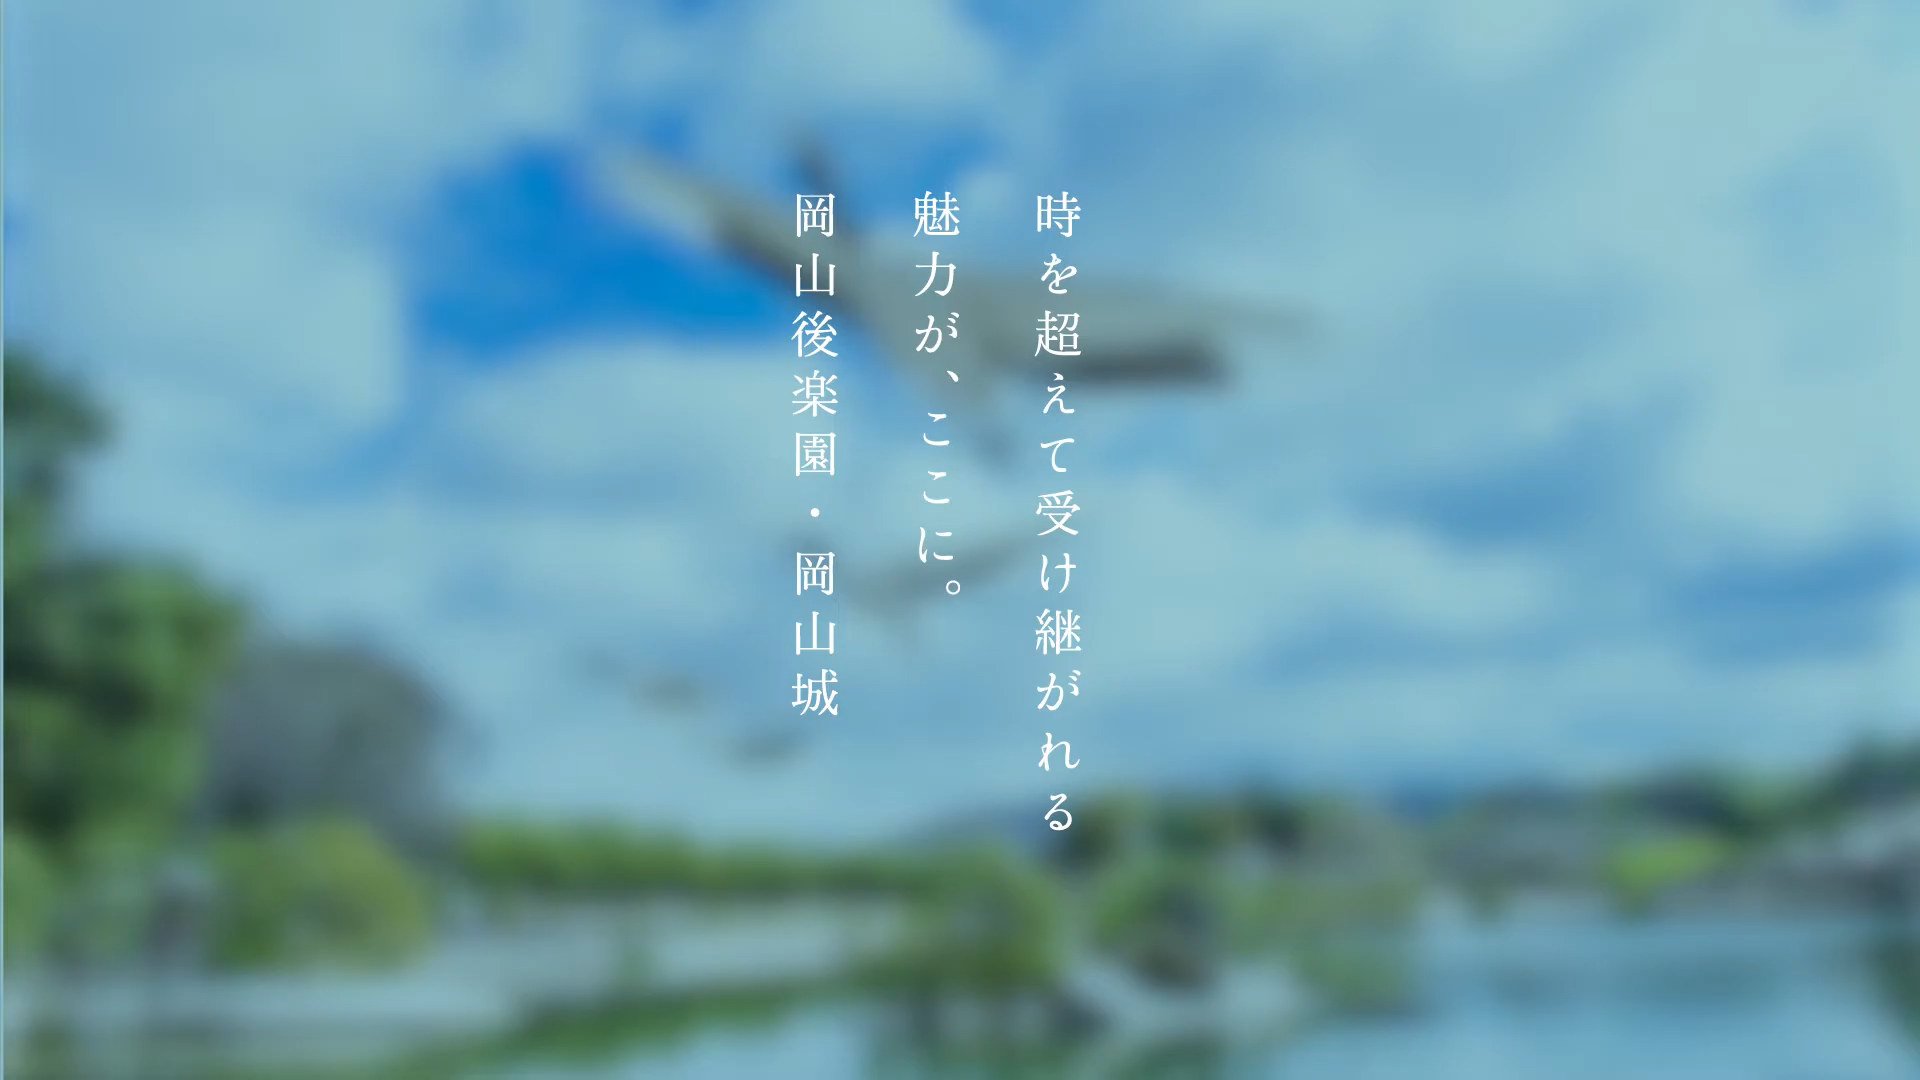 時を超えて受け継がれる
魅力が、ここに。
岡山後楽園・岡山城